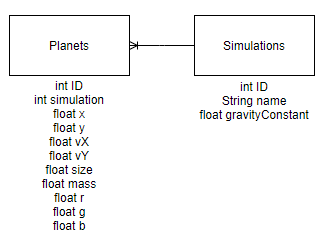 Planets
int ID
int simulation
float x
float y
float vX
float vY
float size
float mass
float r
float g
float b
Simulations
int ID
String name
float gravityConstant